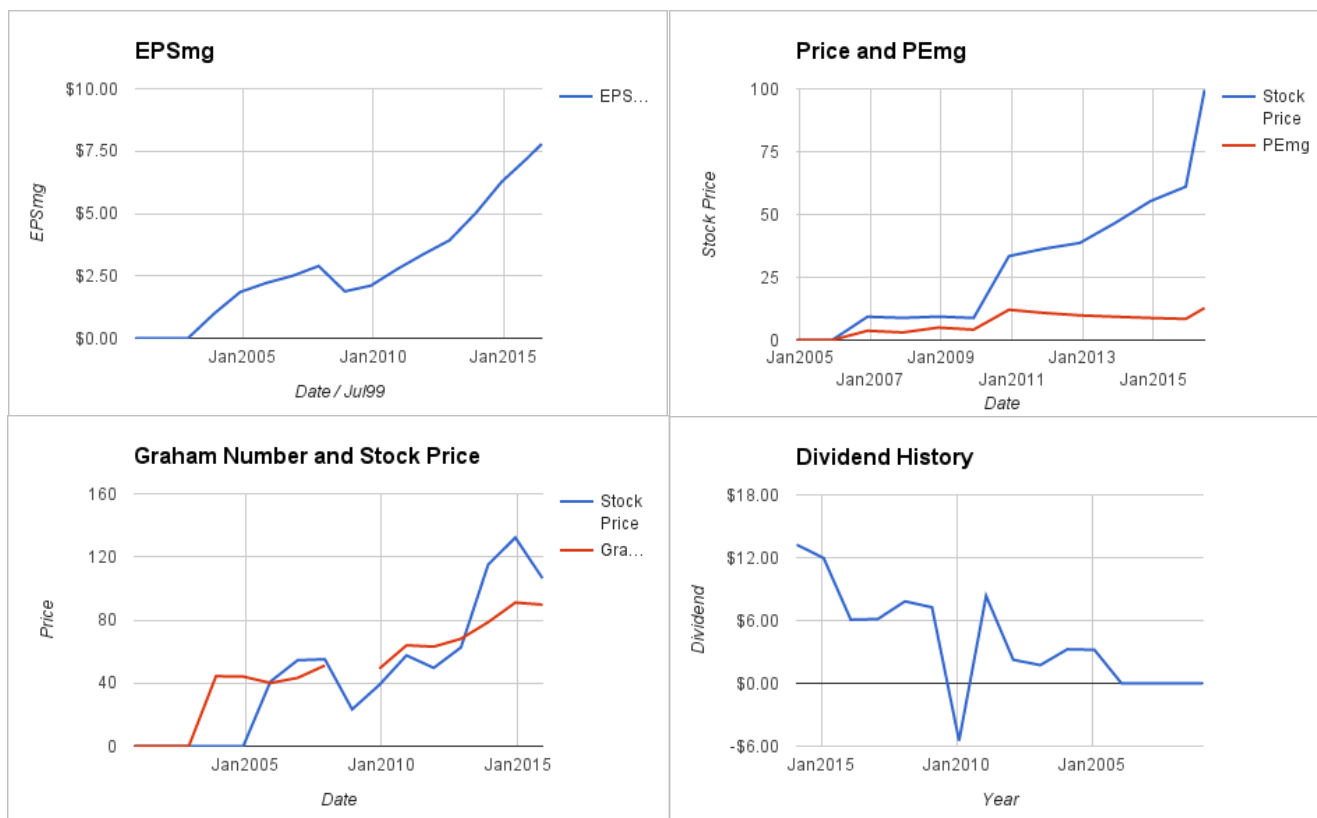 EPSmg
$10.00
$7.50
$5.00
$2.50
$0.00
EPSmg
Jan2005
Jan2010
Jan2015
Date / Jul99
EPS...
Price and PEmg
100
75
50
25
0
Stock Price
Jan2005
Jan2009
Jan2013
Jan2007
Jan2011
Jan2015
Date
Stock
Price
PEmg
Graham Number and Stock Price
160
120
80
40
0
Price
Jan2005
Jan2010
Jan2015
Date
Stock
Price
Gra...
Dividend History
$18.00
$12.00
$6.00
$0.00
-$6.00
Dividend
Jan2015
Jan2010
Jan2005
Year